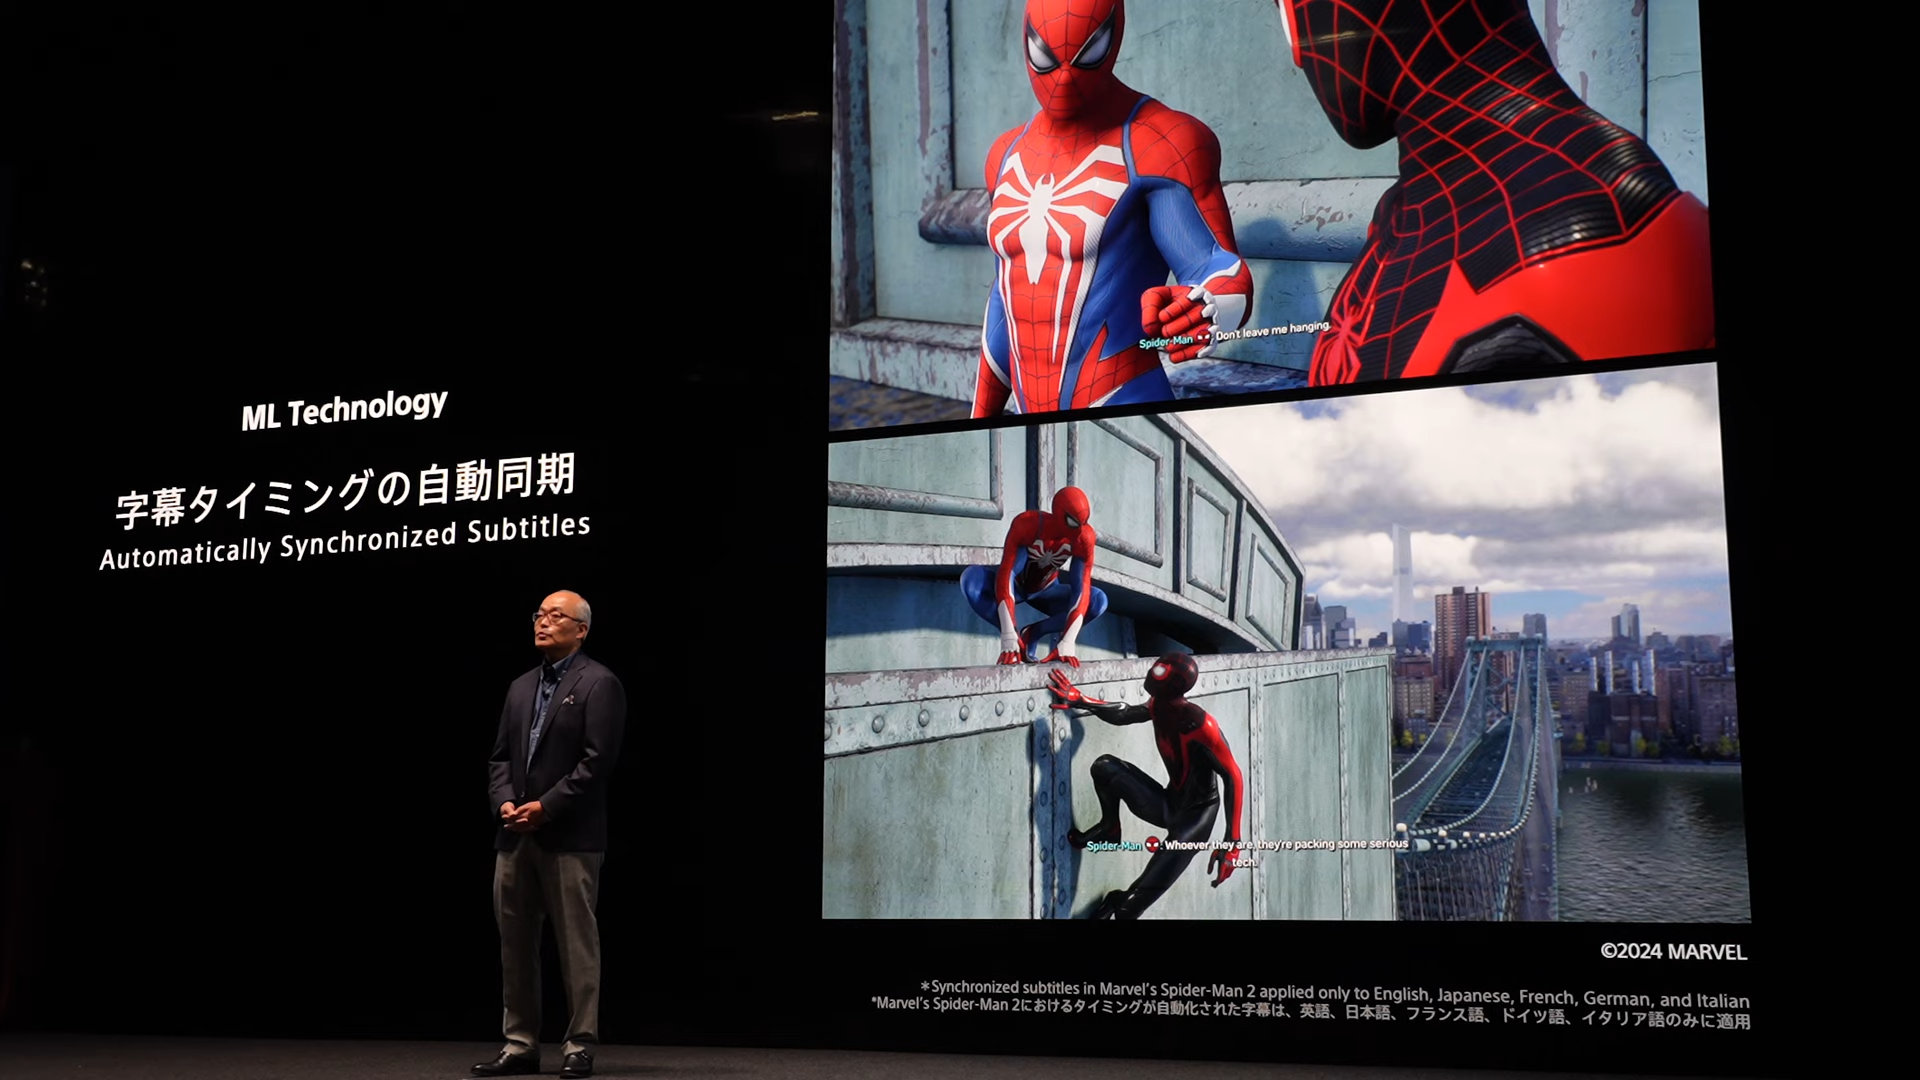 ML Technology
字幕タイミングの自動同期
Automatically Synchronized Subtitles
Spider-Man : Don't leave me hanging.
Spider-Man : Whoever they are, they're packing some serious
tech.
©2024 MARVEL
*Synchronized subtitles in Marvel's Spider-Man 2 applied only to English, Japanese, French, German, and Italian
*Marvel's Spider-Man 2におけるタイミングが自動化された字幕は、英語、日本語、フランス語、ドイツ語、イタリア語のみに適用